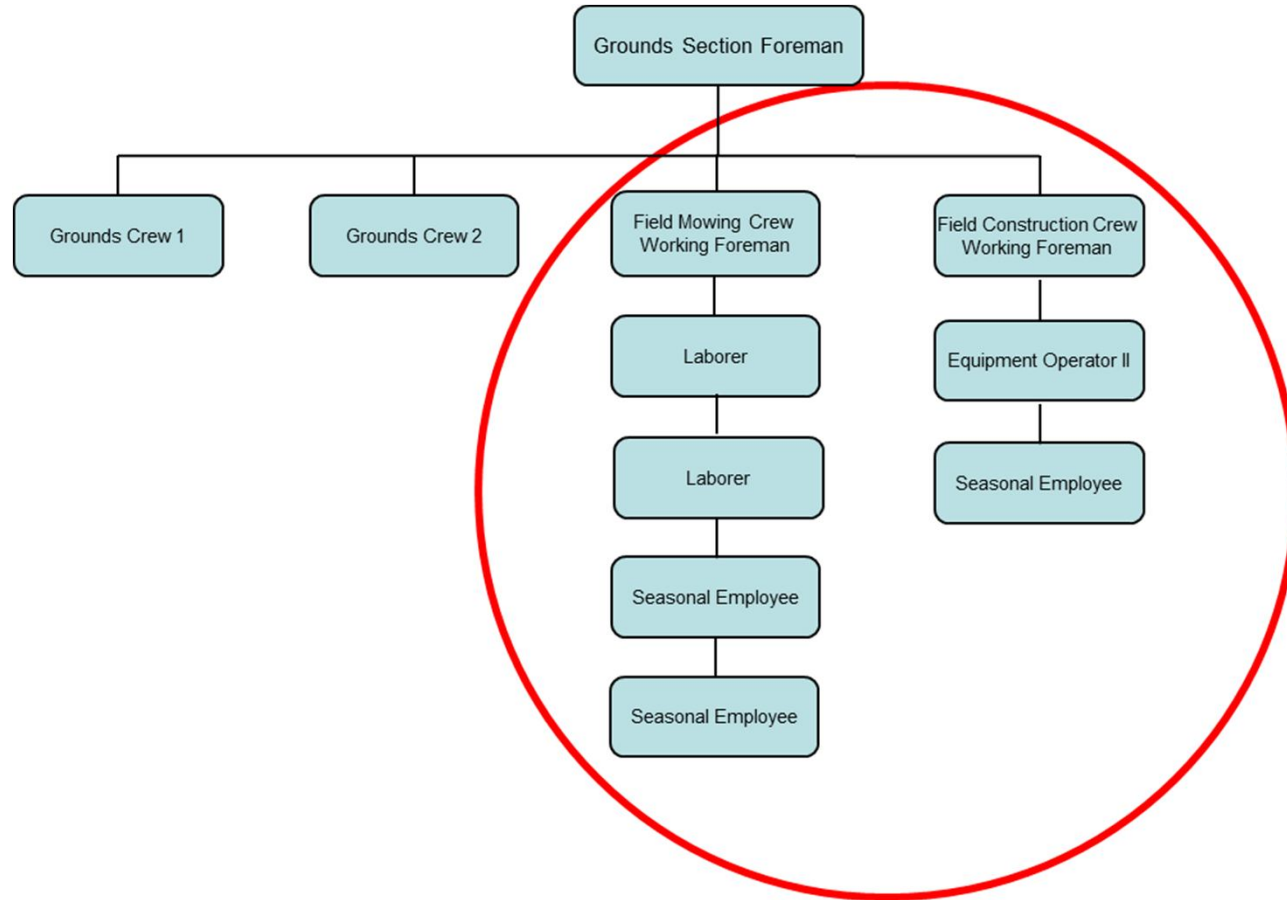 Grounds Section Foreman
Grounds Crew 1
Grounds Crew 2
Field Mowing Crew
Working Foreman
Field Construction Crew
Working Foreman
Laborer
Equipment Operator II
Laborer
Seasonal Employee
Seasonal Employee
Seasonal Employee